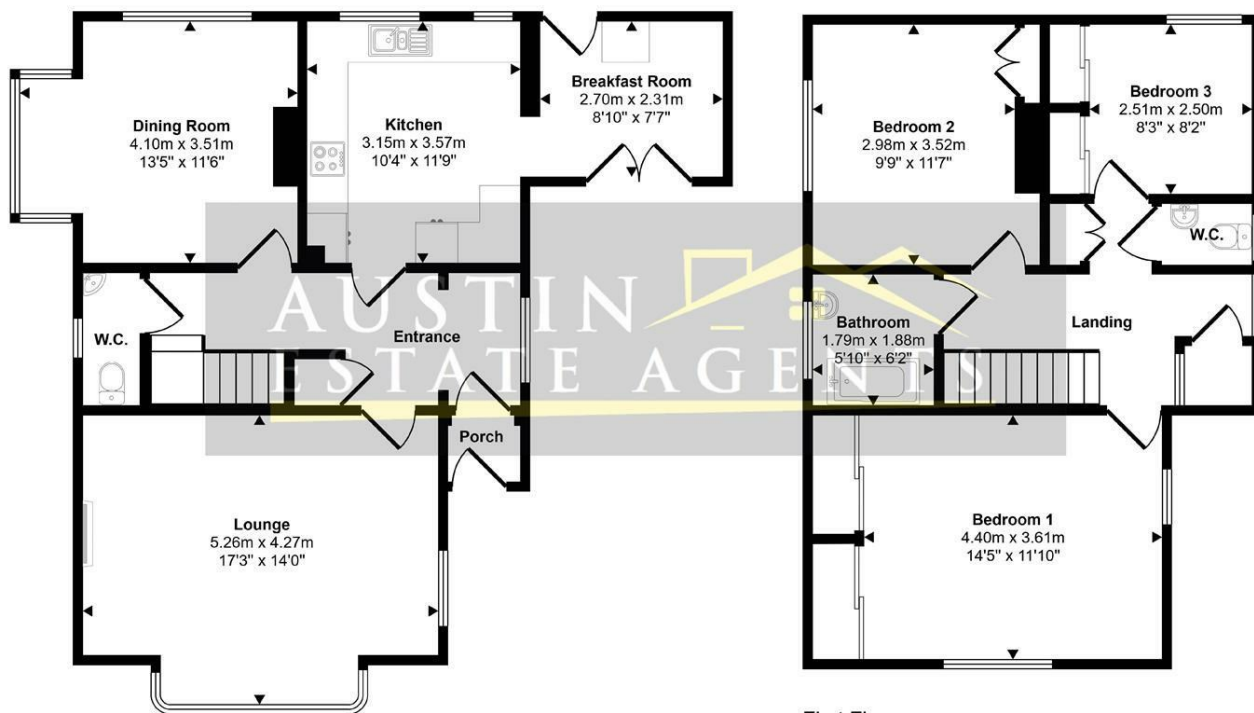 Dining Room
4.10m x 3.51m
13'5" x 11'6"
Kitchen
3.15m x 3.57m
10'4" x 11'9"
Breakfast Room
2.70m x 2.31m
8'10" x 7'7"
W.C.
Entrance
Porch
Lounge
5.26m x 4.27m
17'3" x 14'0"
Bedroom 2
2.98m x 3.52m
9'9" x 11'7"
Bedroom 3
2.51m x 2.50m
8'3" x 8'2"
W.C.
Bathroom
1.79m x 1.88m
5'10" x 6'2"
Landing
Bedroom 1
4.40m x 3.61m
14'5" x 11'10"
AUSTIN
ESTATE AGENTS